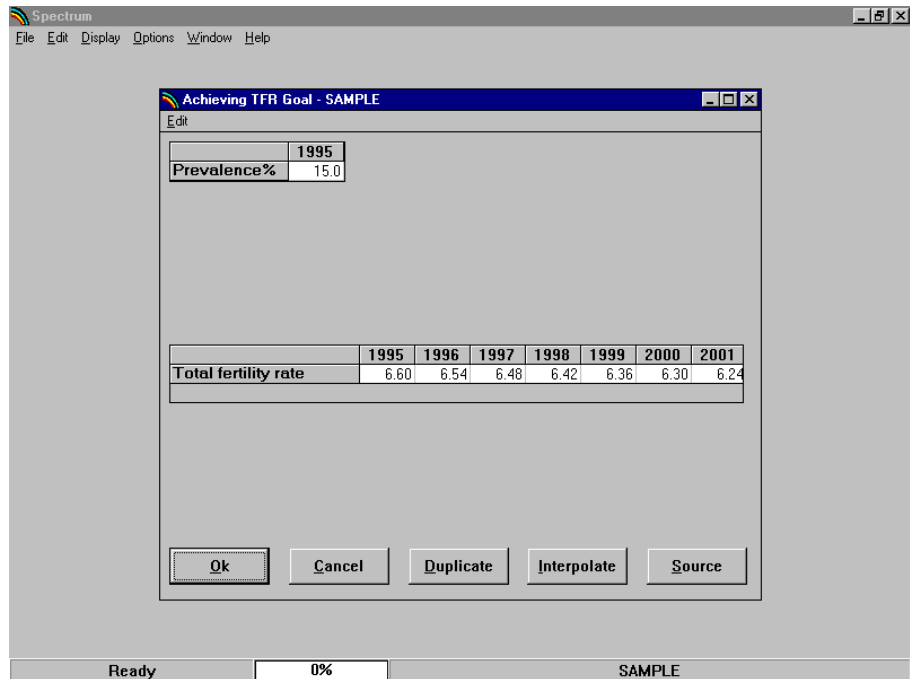 Spectrum
File Edit Display Options Window Help
Achieving TFR Goal - SAMPLE
Edit
1995
Prevalence% 15.0
1995 1996 1997 1998 1999 2000 2001
Total fertility rate 6.60 6.54 6.48 6.42 6.36 6.30 6.24
Ok Cancel Duplicate Interpolate Source
Ready 0% SAMPLE